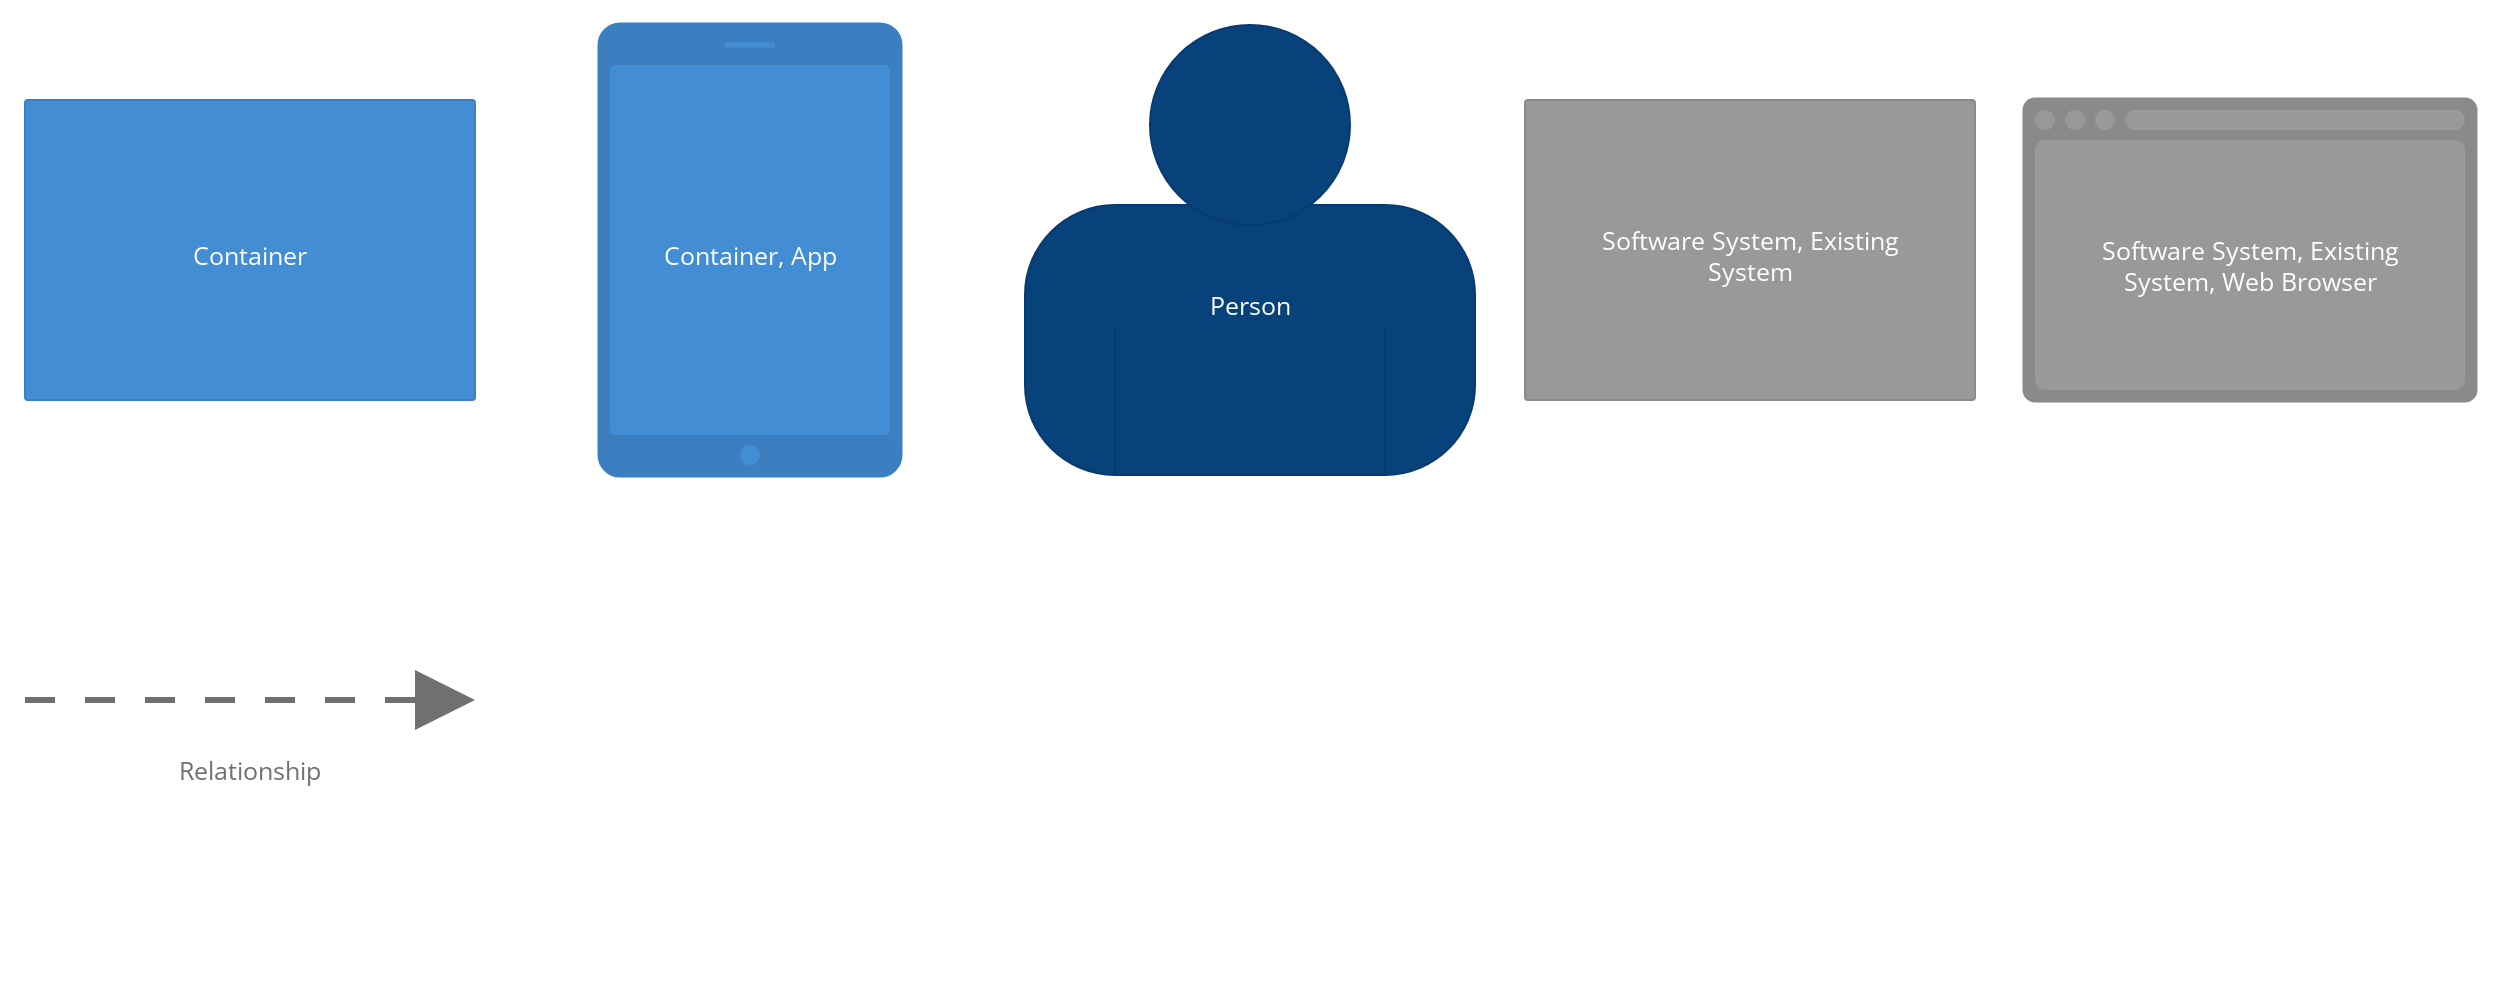 Container
Container, App
Person
Software System, Existing
System
Software System, Existing
System, Web Browser
Relationship